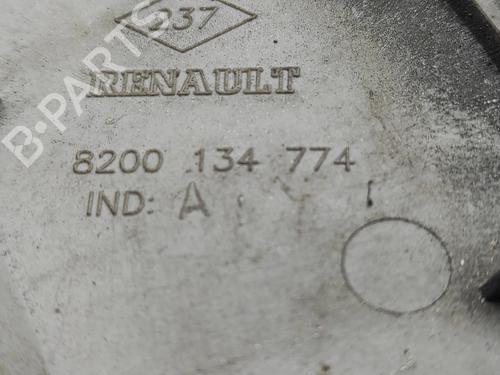 237
RENAULT
8200 134 774
IND: A
B-PARTS